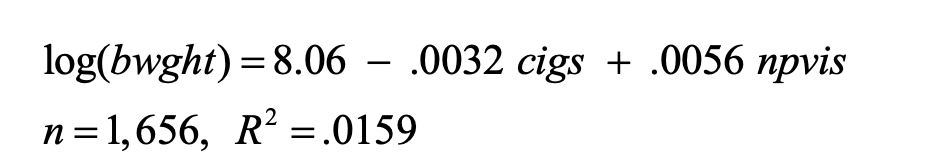 log(bwght) = 8.06 − .0032 cigs + .0056 npvis
n = 1,656, R² = .0159